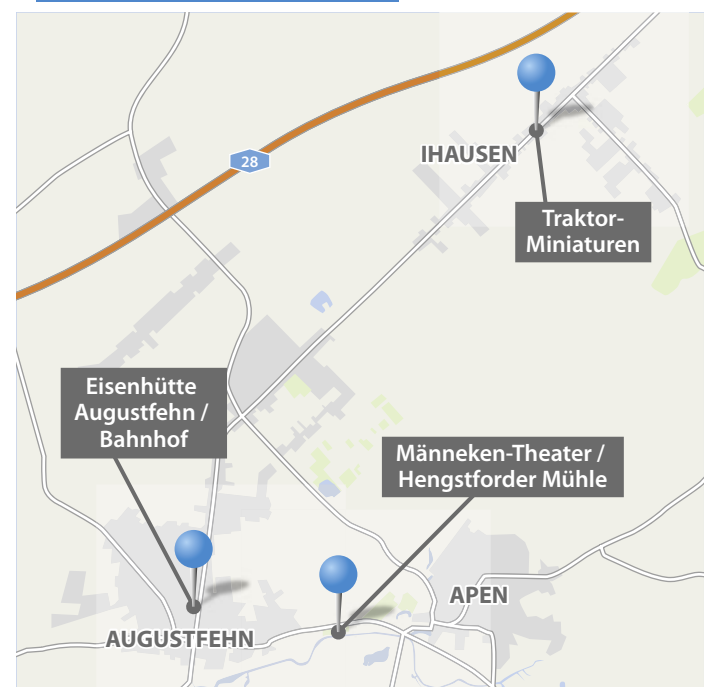 28
IHAUSEN
Traktor-
Miniaturen
Eisenhütte
Augustfehn /
Bahnhof
Männeken-Theater /
Hengstforder Mühle
APEN
AUGUSTFEHN